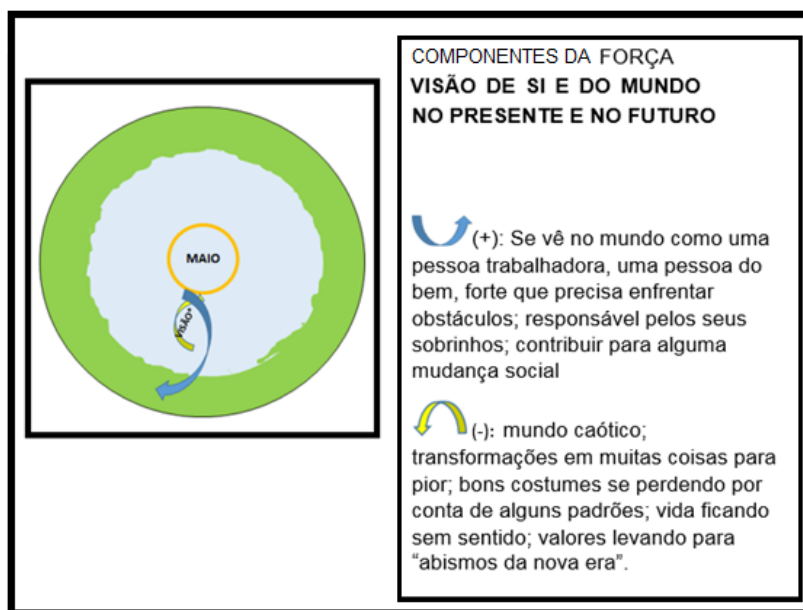 MAIO
VISÃO*
COMPONENTES DA FORÇA
VISÃO DE SI E DO MUNDO
NO PRESENTE E NO FUTURO
(+): Se vê no mundo como uma
pessoa trabalhadora, uma pessoa do
bem, forte que precisa enfrentar
obstáculos; responsável pelos seus
sobrinhos; contribuir para alguma
mudança social
(-): mundo caótico;
transformações em muitas coisas para
pior; bons costumes se perdendo por
conta de alguns padrões; vida ficando
sem sentido; valores levando para
“abismos da nova era”.